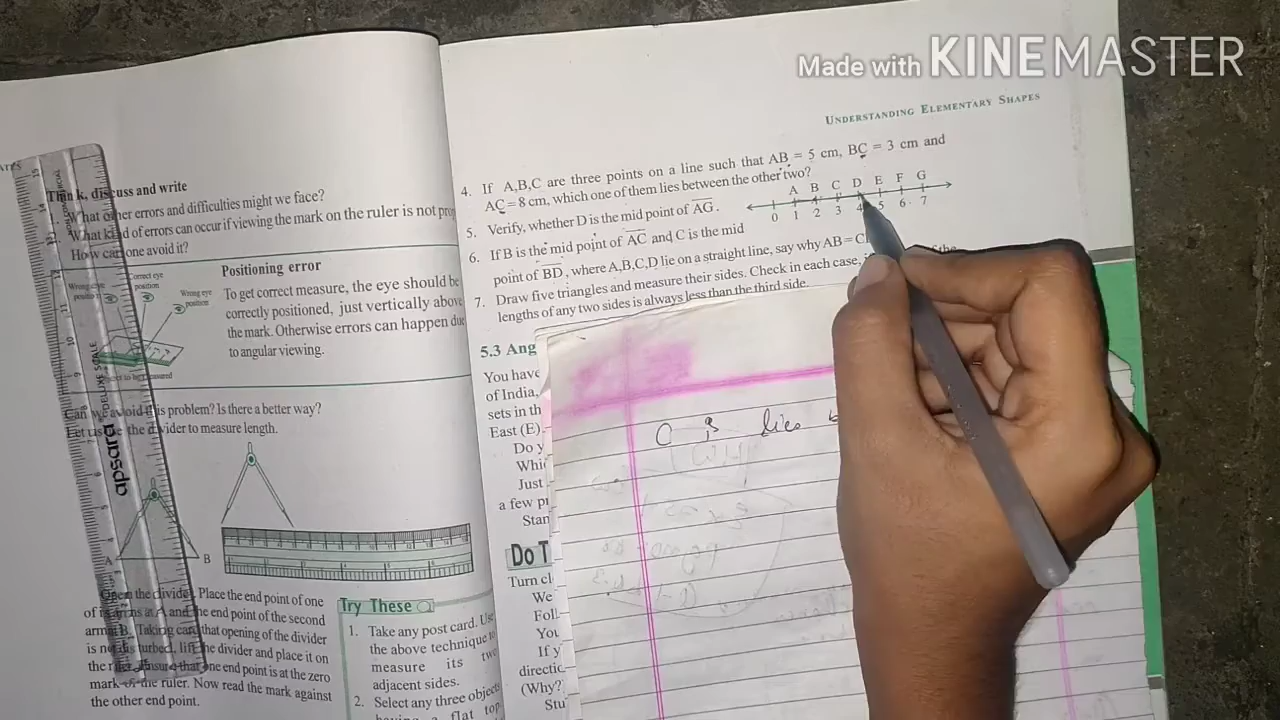 Made with KINEMASTER
UNDERSTANDING ELEMENTARY SHAPES
Think, discuss and write
What other errors and difficulties might we face?
What kind of errors can occur if viewing the mark on the ruler is not
How can one avoid it?
Correct eye
position
Wrong eye
position
Wrong eye
position
Positioning error
To get correct measure, the eye should be
correctly positioned, just vertically above
the mark. Otherwise errors can happen due
to angular viewing.
Can we avoid this problem? Is there a better way?
Let us use the divider to measure length.
apsara DELUXE SCALE
A B
Open the divider. Place the end point of one
of its arms at A and the end point of the second
arm at B. Taking care that opening of the divider
is not disturbed, lift the divider and place it on
the ruler. Ensure that one end point is at the zero
mark of the ruler. Now read the mark against
the other end point.
Try These
1. Take any post card. Use
the above technique to
measure its two
adjacent sides.
2. Select any three objects
having a flat top
4. If A,B,C are three points on a line such that AB = 5 cm, BC = 3 cm and
AC = 8 cm, which one of them lies between the other two?
5. Verify, whether D is the mid point of AG.
A B C D E F G
0 1 2 3 4 5 6 7
6. If B is the mid point of AC and C is the mid
point of BD, where A,B,C,D lie on a straight line, say why AB =
7. Draw five triangles and measure their sides. Check in each case,
lengths of any two sides is always less than the third side.
5.3 Ang
You have
of India,
sets in th
East (E).
Do y
Whi
Just
a few p
Stan
Do T
Turn cl
We
Foll
You
If y
directio
(Why?
Stu
lies